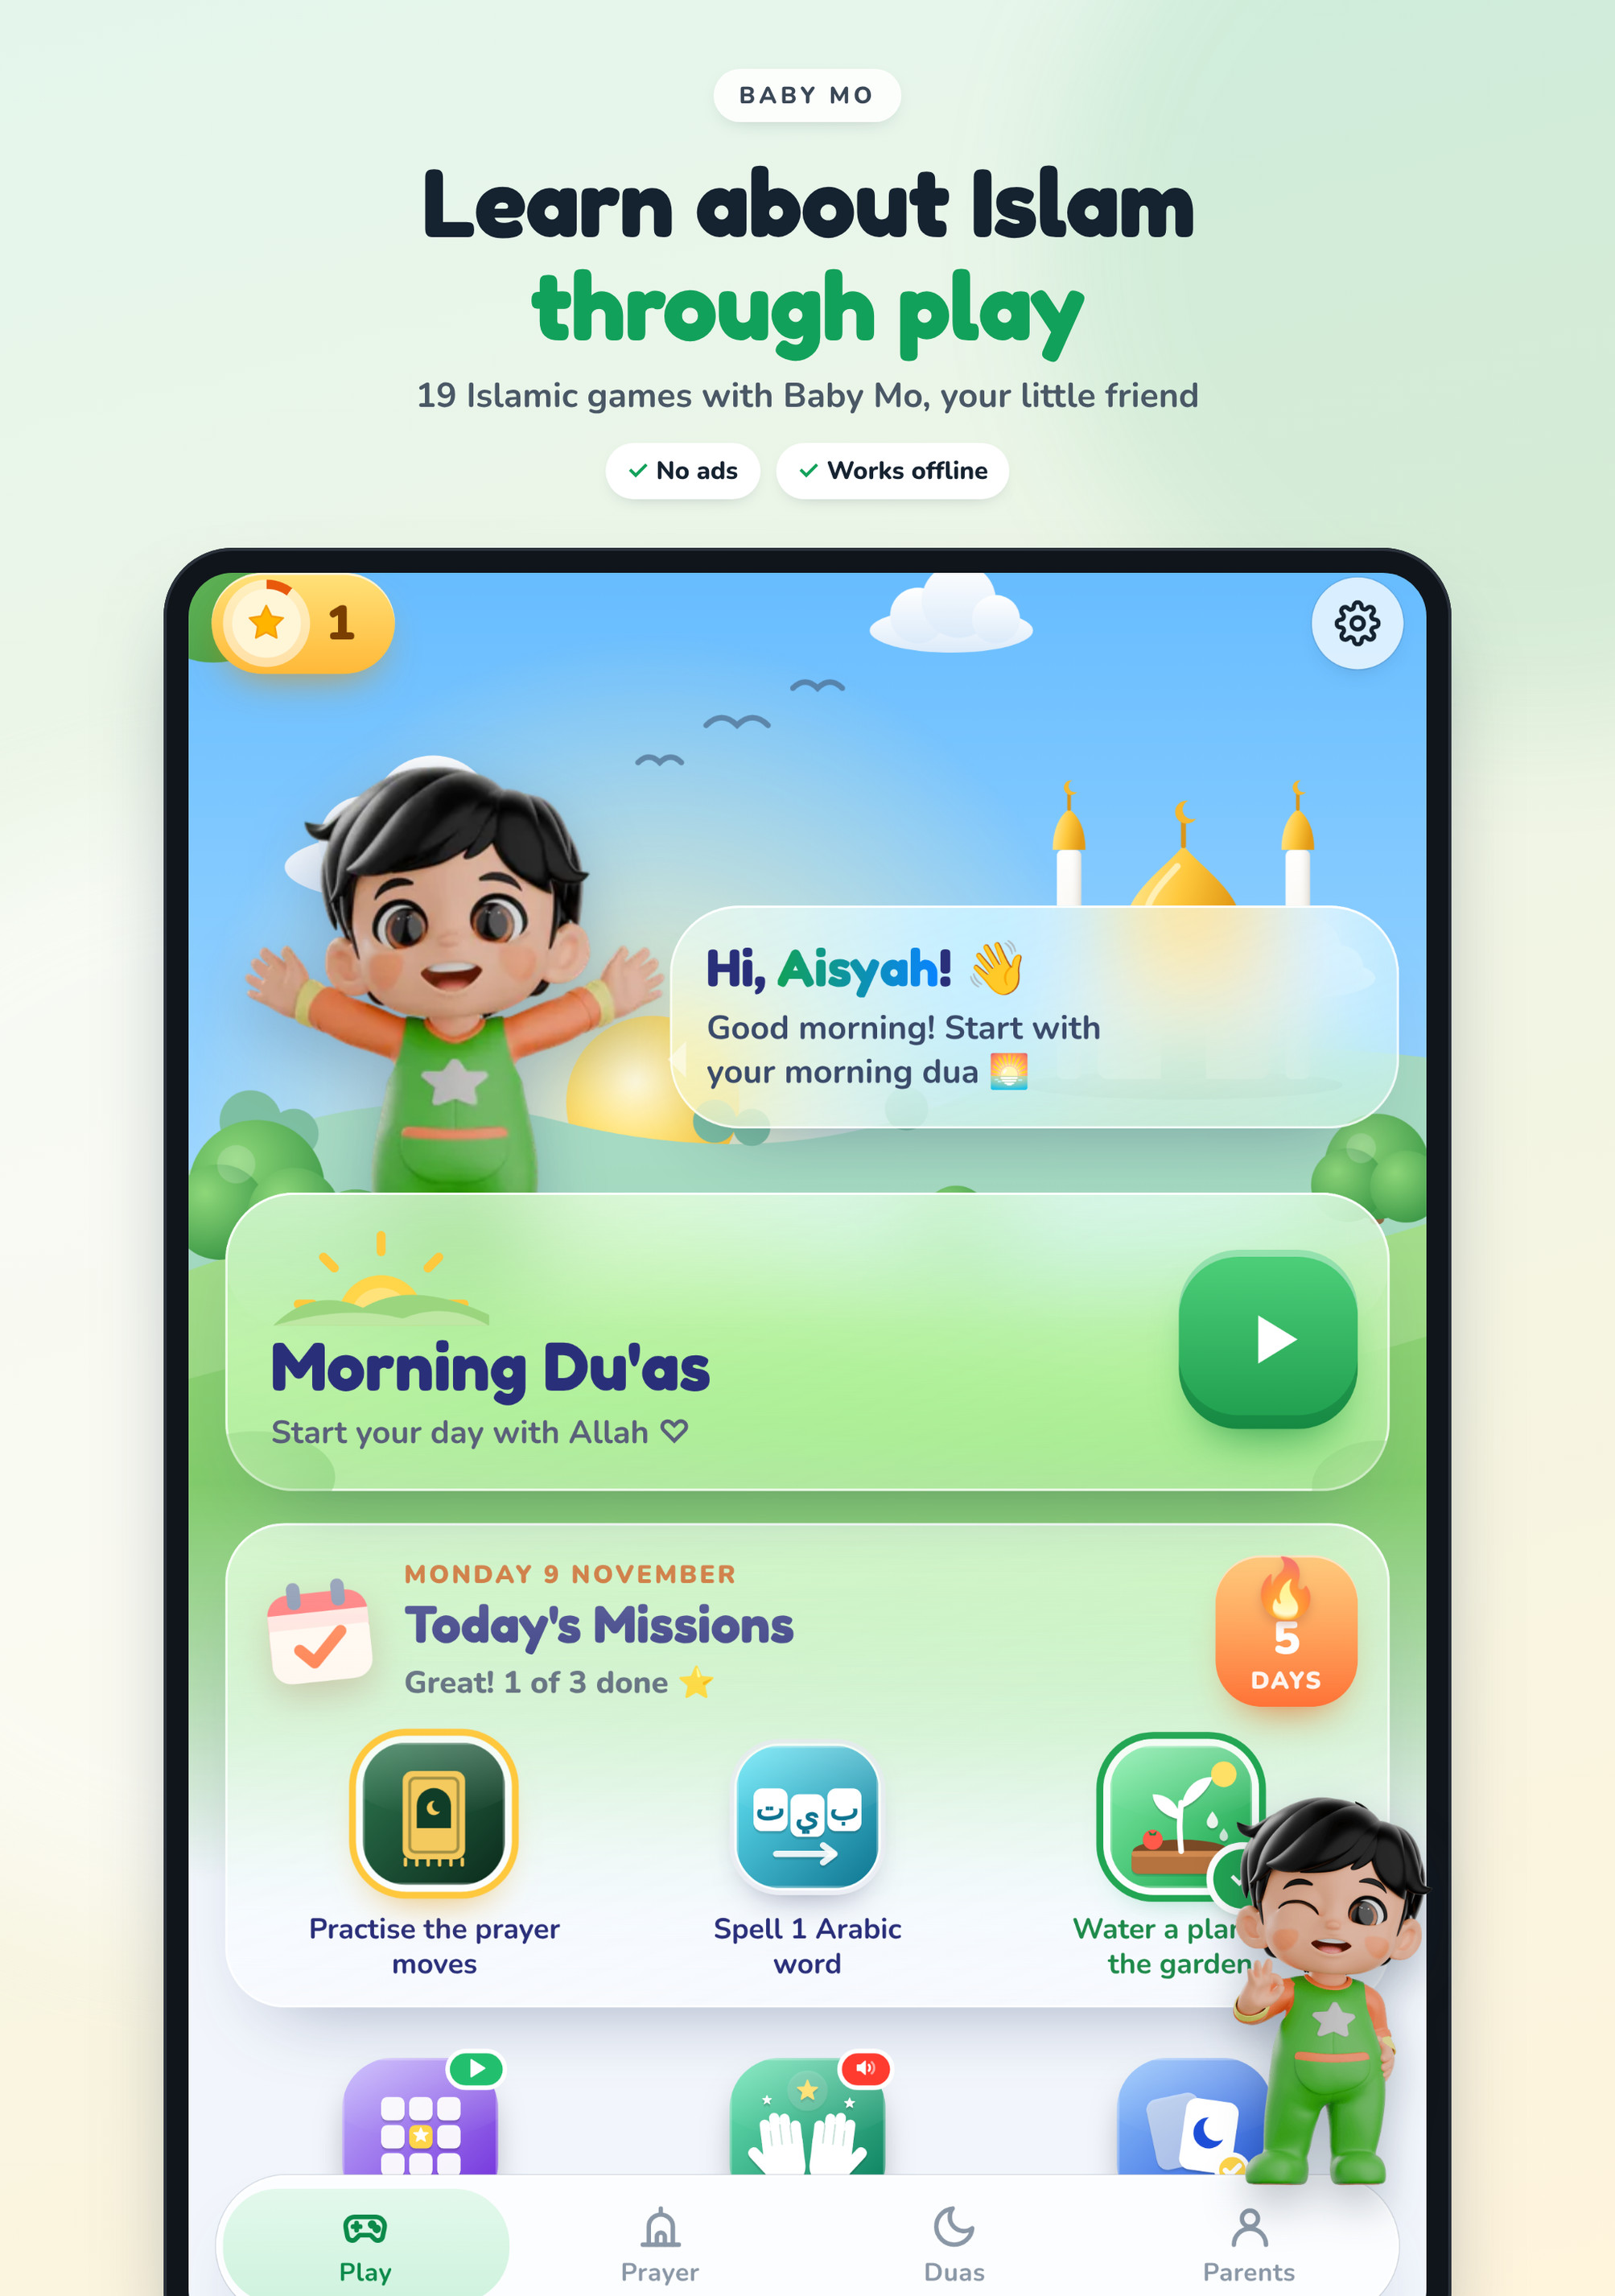 BABY MO
Learn about Islam
through play
19 Islamic games with Baby Mo, your little friend
No ads
Works offline
1
Hi, Aisyah! 👋
Good morning! Start with
your morning dua 🌅
Morning Du'as
Start your day with Allah ♡
MONDAY 9 NOVEMBER
Today's Missions
Great! 1 of 3 done ⭐
5
DAYS
ب ي ت
Practise the prayer
moves
Spell 1 Arabic
word
Water a
the garden
Play
Prayer
Duas
Parents